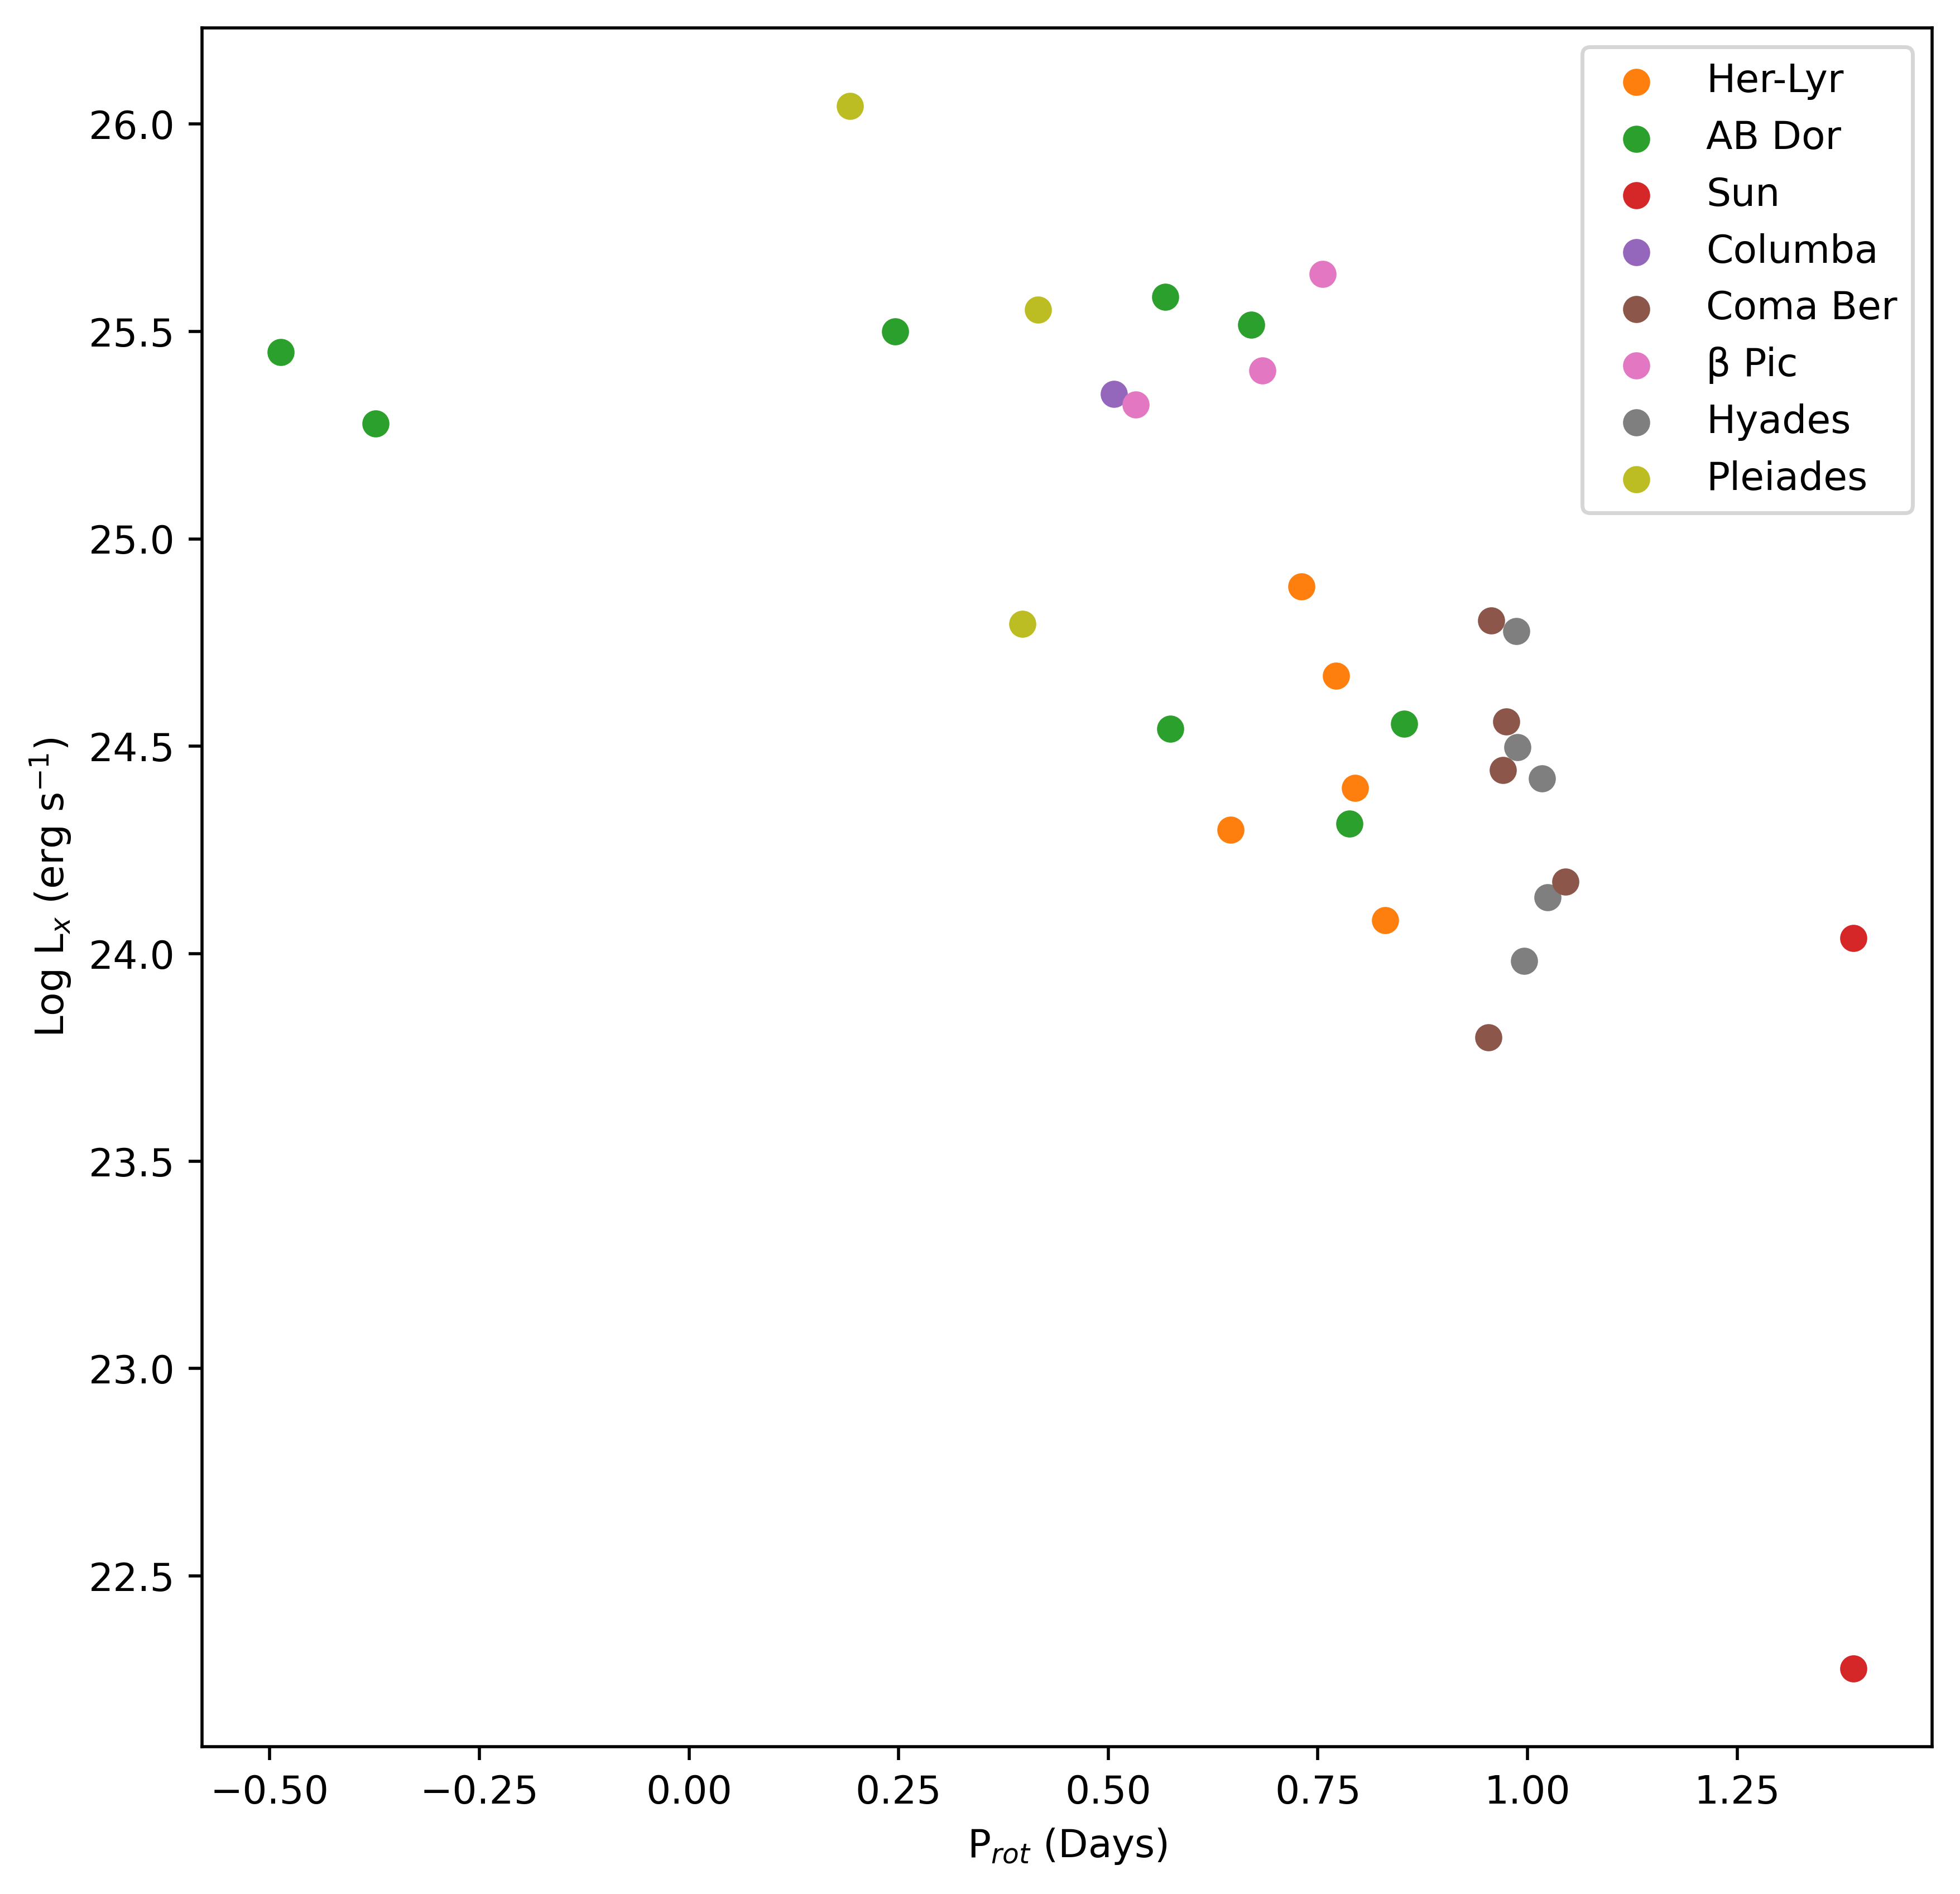 26.0
25.5
25.0
24.5
24.0
23.5
23.0
22.5
Log Lₓ (erg s⁻¹)
Her-Lyr
AB Dor
Sun
Columba
Coma Ber
β Pic
Hyades
Pleiades
−0.50 −0.25 0.00 0.25 0.50 0.75 1.00 1.25
P_rot (Days)